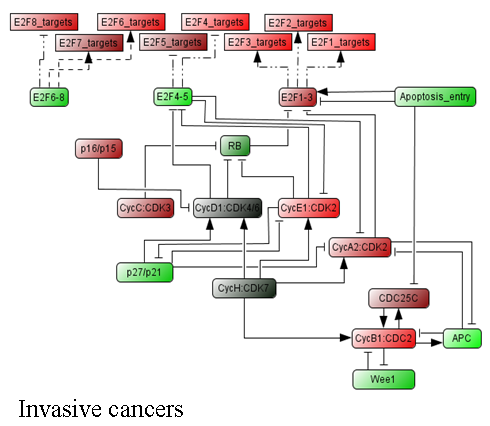 E2F8_targets
E2F6_targets
E2F4_targets
E2F2_targets
E2F7_targets
E2F5_targets
E2F3_targets
E2F1_targets
E2F6-8
E2F4-5
E2F1-3
Apoptosis_entry
RB
p16/p15
CycC:CDK3
CycD1:CDK4/6
CycE1:CDK2
CycA2:CDK2
p27/p21
CycH:CDK7
CDC25C
CycB1:CDC2
APC
Wee1
Invasive cancers